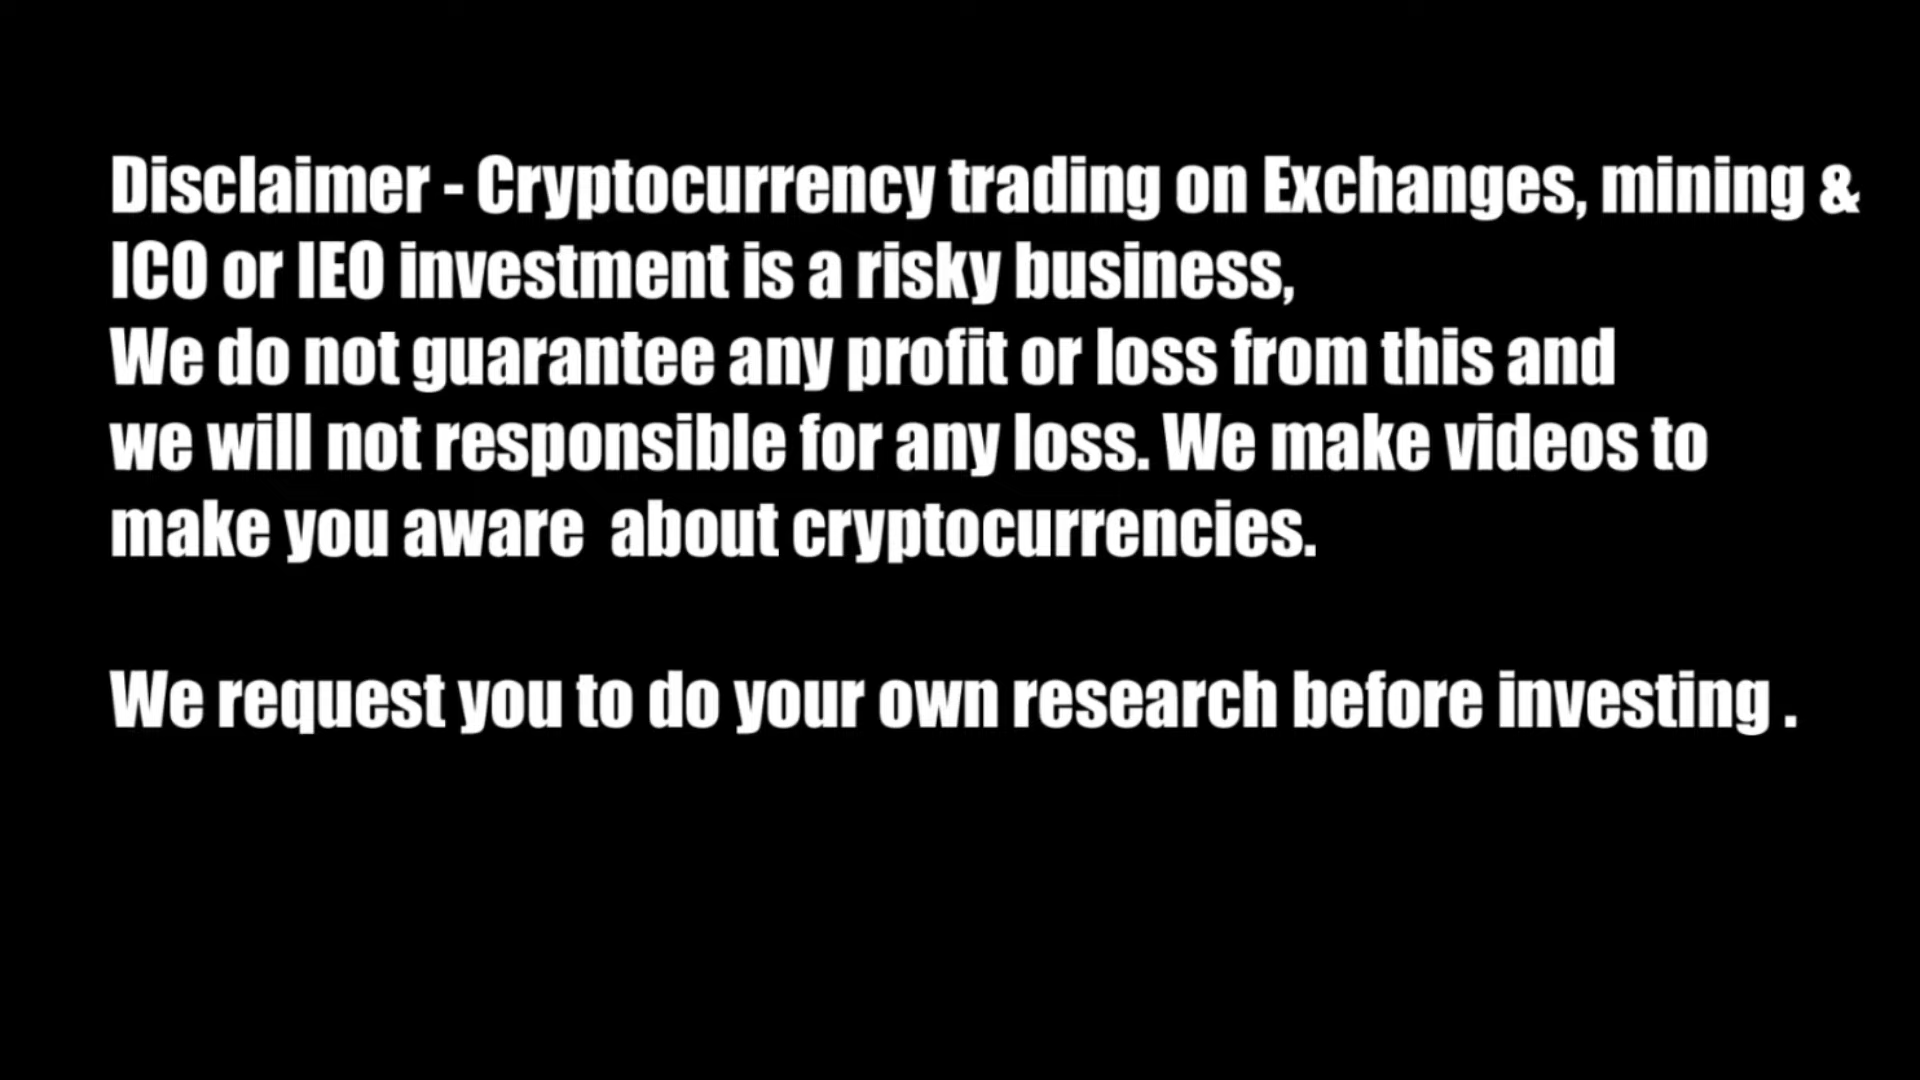 Disclaimer - Cryptocurrency trading on Exchanges, mining &
ICO or IEO investment is a risky business,
We do not guarantee any profit or loss from this and
we will not responsible for any loss. We make videos to
make you aware  about cryptocurrencies.
We request you to do your own research before investing .